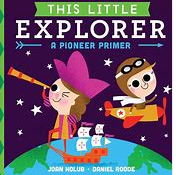 THIS LITTLE
EXPLORER
A PIONEER PRIMER
JOAN HOLUB • DANIEL ROODE